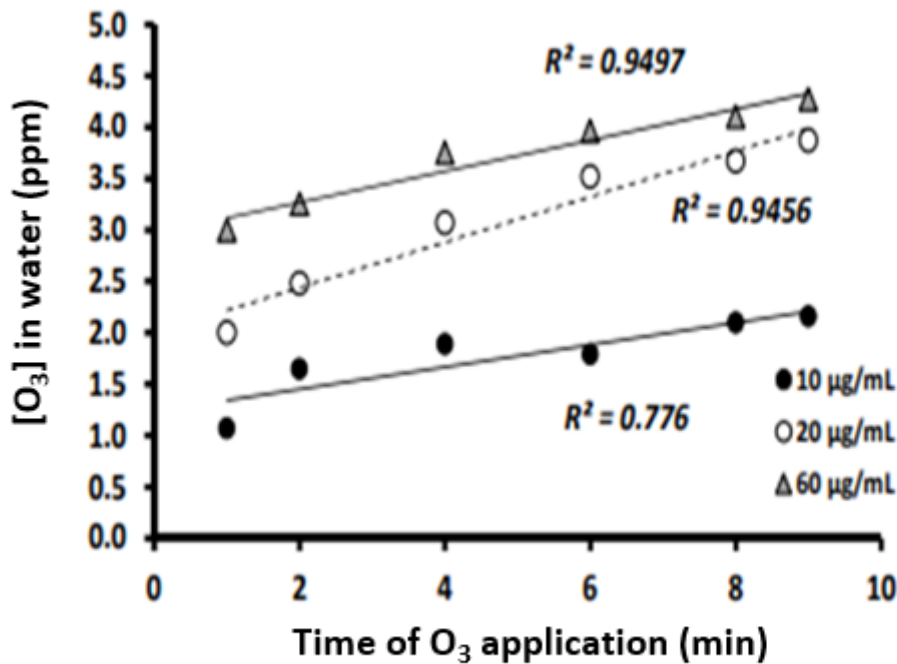 5.0
4.5
4.0
3.5
3.0
2.5
2.0
1.5
1.0
0.5
0.0
[O₃] in water (ppm)
R² = 0.9497
R² = 0.9456
R² = 0.776
10 µg/mL
20 µg/mL
60 µg/mL
0 2 4 6 8 10
Time of O₃ application (min)